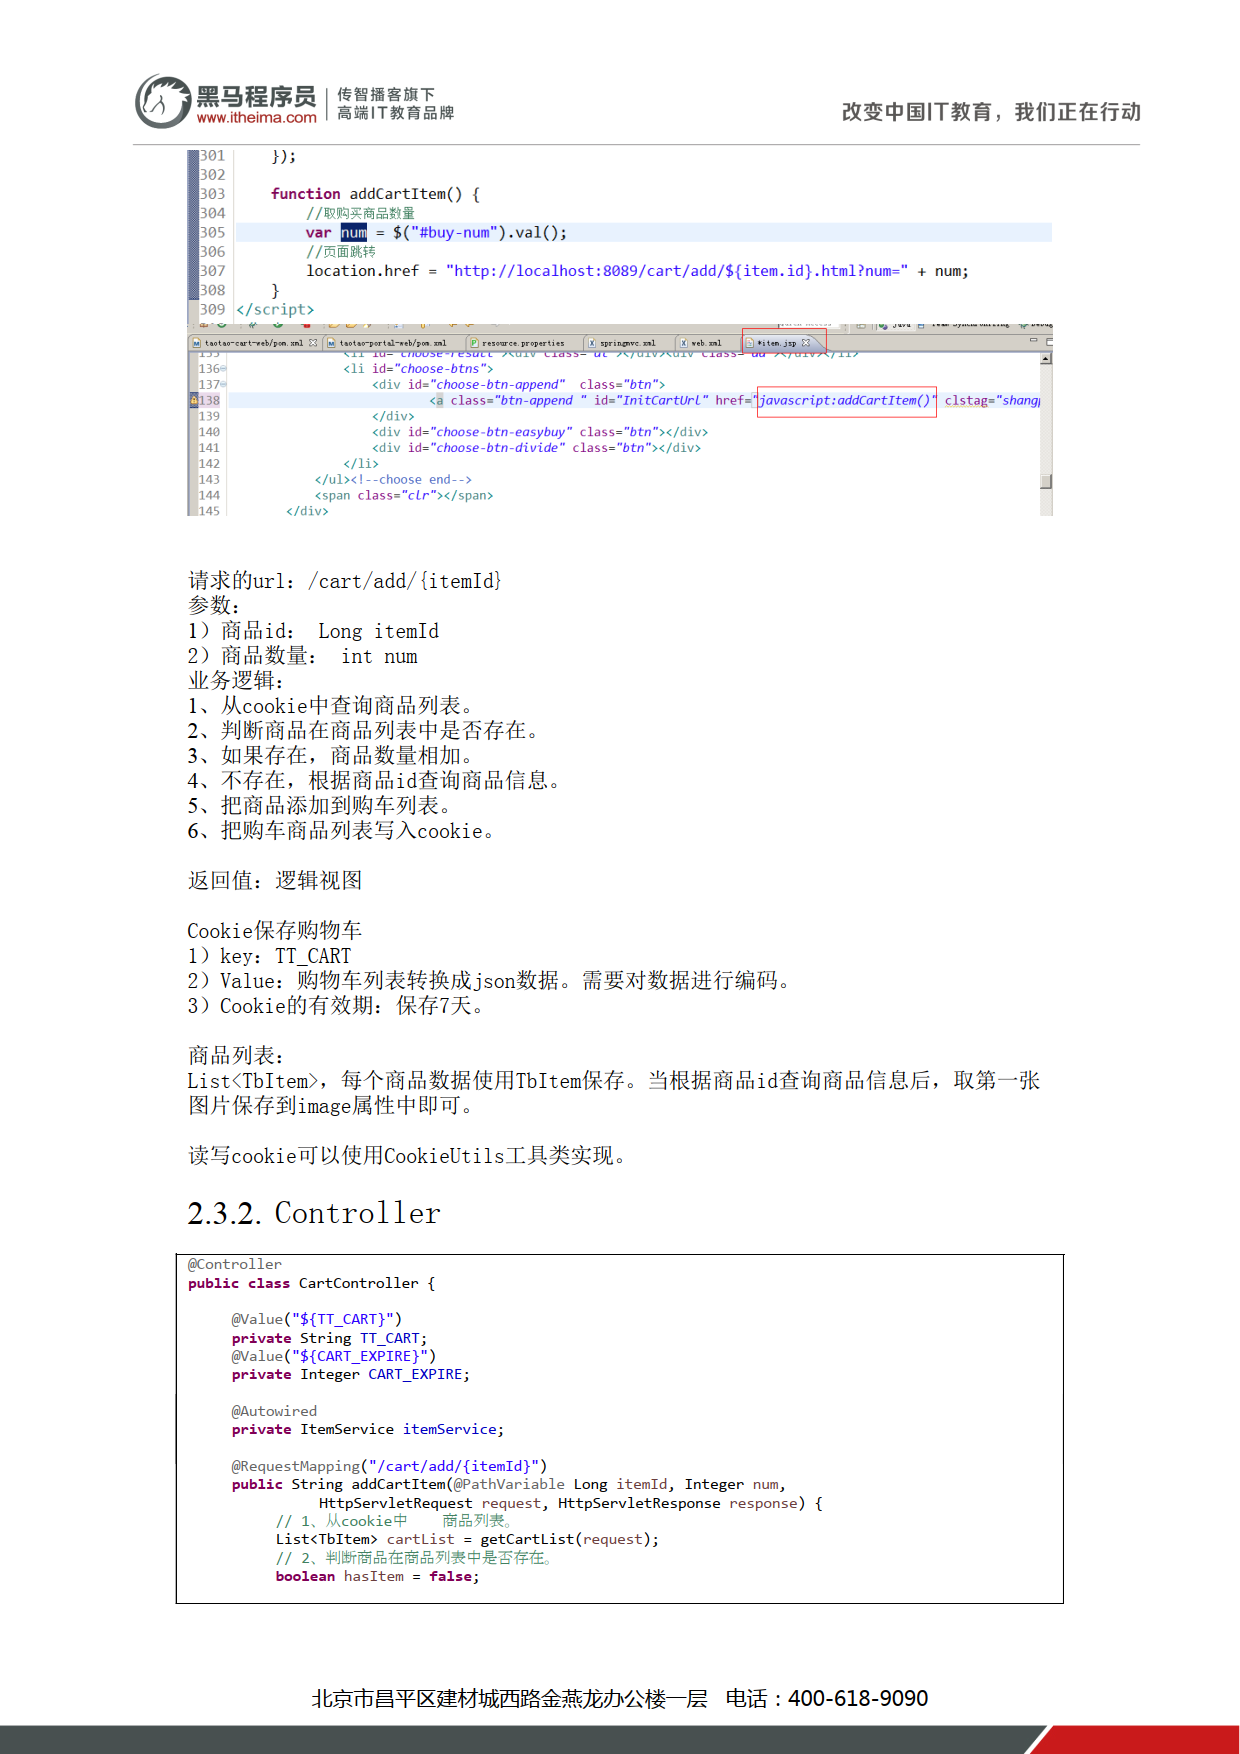 黑马程序员
www.itheima.com
传智播客旗下
高端IT教育品牌
改变中国IT教育，我们正在行动
301 });
302
303 function addCartItem() {
304 //取购买商品数量
305 var num = $("#buy-num").val();
306 //页面跳转
307 location.href = "http://localhost:8089/cart/add/${item.id}.html?num=" + num;
308 }
309 </script>
taotao-cart-web/pom.xml taotao-portal-web/pom.xml resource.properties springmvc.xml web.xml *item.jsp
136 <li id="choose-btns">
137 <div id="choose-btn-append" class="btn">
138 <a class="btn-append " id="InitCartUrl" href="javascript:addCartItem()" clstag="shangp
139 </div>
140 <div id="choose-btn-easybuy" class="btn"></div>
141 <div id="choose-btn-divide" class="btn"></div>
142 </li>
143 </ul><!--choose end-->
144 <span class="clr"></span>
145 </div>
请求的url：/cart/add/{itemId}
参数：
1）商品id： Long itemId
2）商品数量： int num
业务逻辑：
1、从cookie中查询商品列表。
2、判断商品在商品列表中是否存在。
3、如果存在，商品数量相加。
4、不存在，根据商品id查询商品信息。
5、把商品添加到购车列表。
6、把购车商品列表写入cookie。
返回值：逻辑视图
Cookie保存购物车
1）key：TT_CART
2）Value：购物车列表转换成json数据。需要对数据进行编码。
3）Cookie的有效期：保存7天。
商品列表：
List<TbItem>，每个商品数据使用TbItem保存。当根据商品id查询商品信息后，取第一张
图片保存到image属性中即可。
读写cookie可以使用CookieUtils工具类实现。
2.3.2. Controller
@Controller
public class CartController {
@Value("${TT_CART}")
private String TT_CART;
@Value("${CART_EXPIRE}")
private Integer CART_EXPIRE;
@Autowired
private ItemService itemService;
@RequestMapping("/cart/add/{itemId}")
public String addCartItem(@PathVariable Long itemId, Integer num,
HttpServletRequest request, HttpServletResponse response) {
// 1、从cookie中 商品列表。
List<TbItem> cartList = getCartList(request);
// 2、判断商品在商品列表中是否存在。
boolean hasItem = false;
北京市昌平区建材城西路金燕龙办公楼一层 电话：400-618-9090